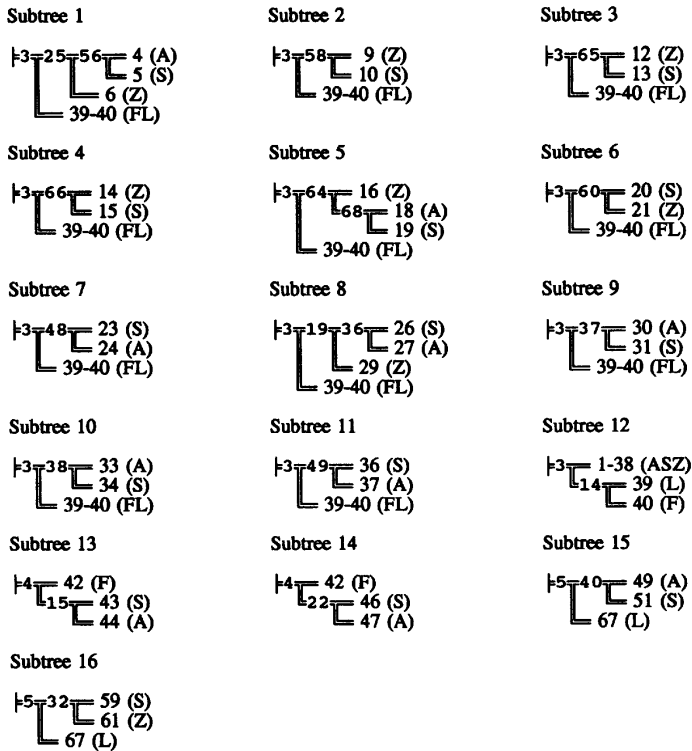 Subtree 1
3 25 56 4 (A)
5 (S)
6 (Z)
39-40 (FL)
Subtree 2
3 58 9 (Z)
10 (S)
39-40 (FL)
Subtree 3
3 65 12 (Z)
13 (S)
39-40 (FL)
Subtree 4
3 66 14 (Z)
15 (S)
39-40 (FL)
Subtree 5
3 64 16 (Z)
68 18 (A)
19 (S)
39-40 (FL)
Subtree 6
3 60 20 (S)
21 (Z)
39-40 (FL)
Subtree 7
3 48 23 (S)
24 (A)
39-40 (FL)
Subtree 8
3 19 36 26 (S)
27 (A)
29 (Z)
39-40 (FL)
Subtree 9
3 37 30 (A)
31 (S)
39-40 (FL)
Subtree 10
3 38 33 (A)
34 (S)
39-40 (FL)
Subtree 11
3 49 36 (S)
37 (A)
39-40 (FL)
Subtree 12
3 1-38 (ASZ)
14 39 (L)
40 (F)
Subtree 13
4 42 (F)
15 43 (S)
44 (A)
Subtree 14
4 42 (F)
22 46 (S)
47 (A)
Subtree 15
5 40 49 (A)
51 (S)
67 (L)
Subtree 16
5 32 59 (S)
61 (Z)
67 (L)